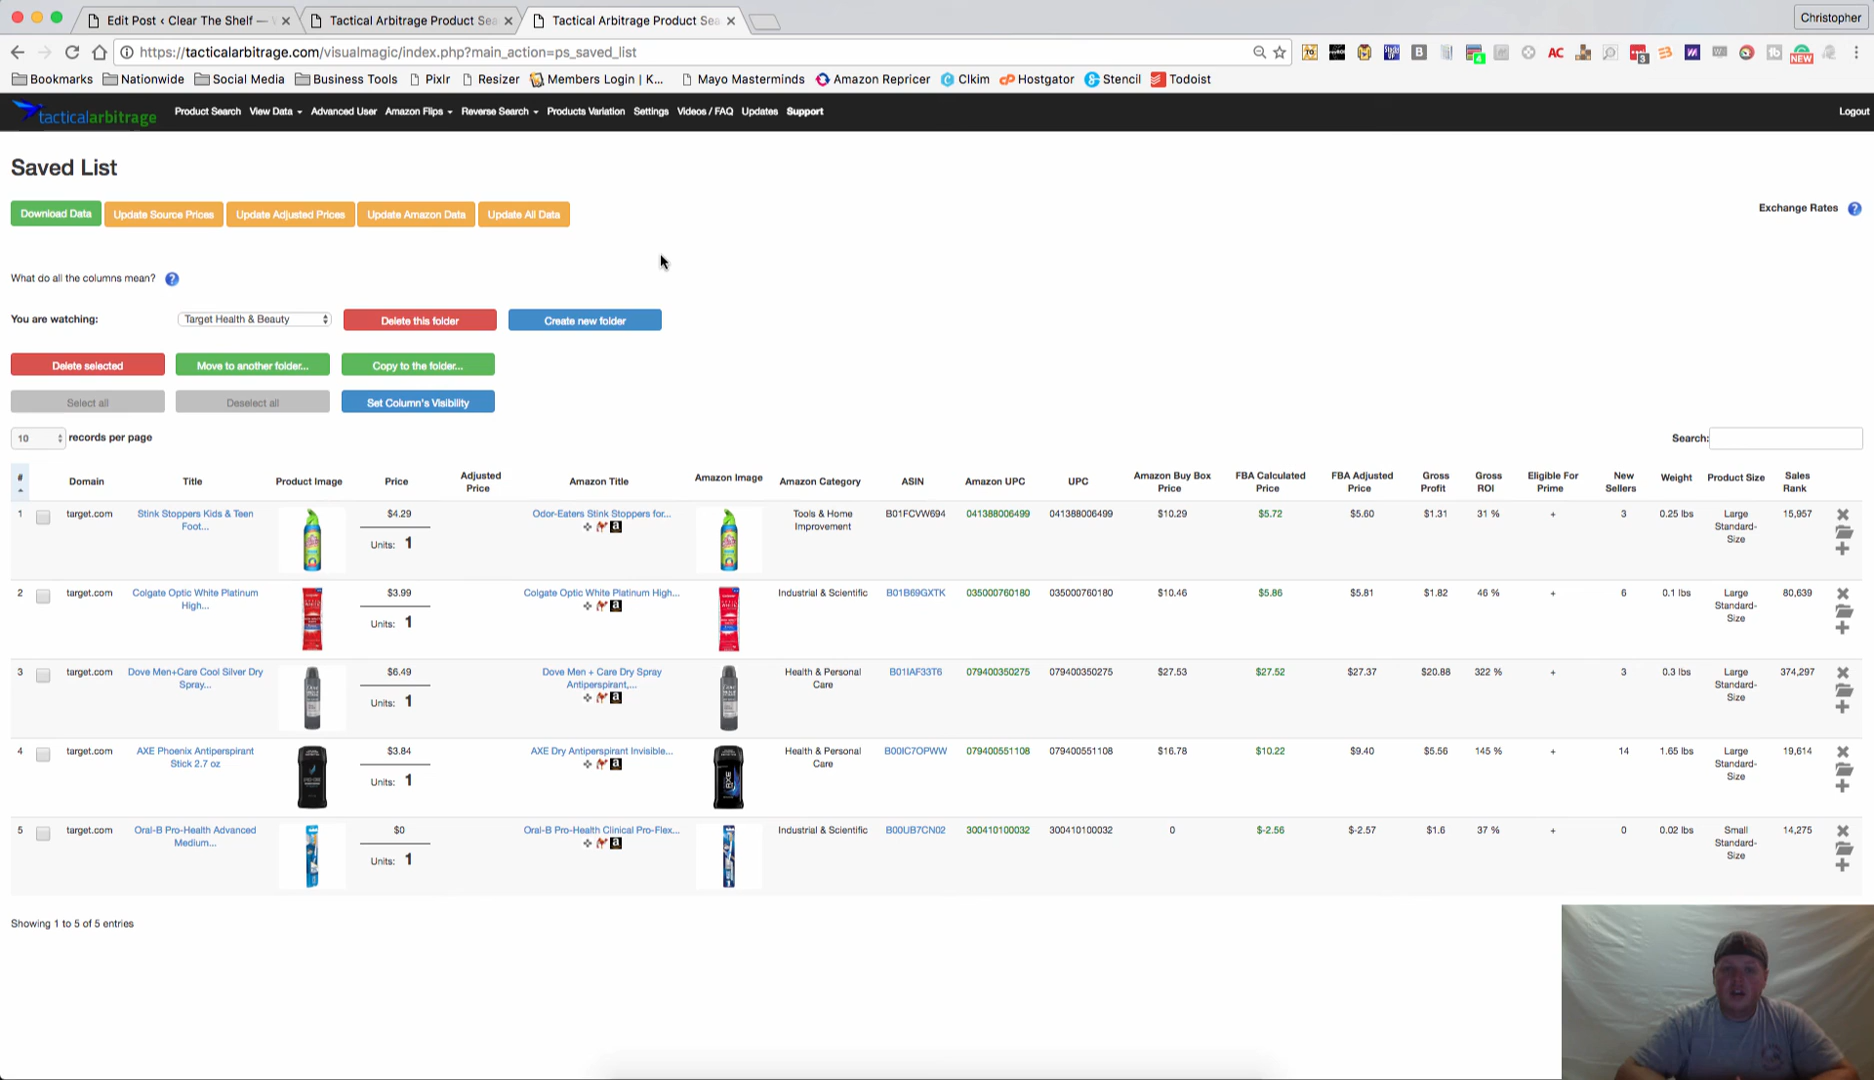 Edit Post ‹ Clear The Shelf —
Tactical Arbitrage Product Sea
Tactical Arbitrage Product Sea
Christopher
https://tacticalarbitrage.com/visualmagic/index.php?main_action=ps_saved_list
Bookmarks Nationwide Social Media Business Tools Pixlr Resizer Members Login | K... Mayo Masterminds Amazon Repricer Clkim Hostgator Stencil Todoist
tacticalarbitrage Product Search View Data Advanced User Amazon Flips Reverse Search Products Variation Settings Videos / FAQ Updates Support Logout
Saved List
Download Data Update Source Prices Update Adjusted Prices Update Amazon Data Update All Data Exchange Rates ?
What do all the columns mean? ?
You are watching: Target Health & Beauty Delete this folder Create new folder
Delete selected Move to another folder... Copy to the folder...
Select all Deselect all Set Column's Visibility
10 records per page Search:
# Domain Title Product Image Price Adjusted Price Amazon Title Amazon Image Amazon Category ASIN Amazon UPC UPC Amazon Buy Box Price FBA Calculated Price FBA Adjusted Price Gross Profit Gross ROI Eligible For Prime New Sellers Weight Product Size Sales Rank
1 target.com Stink Stoppers Kids & Teen Foot... $4.29 Units: 1 Odor-Eaters Stink Stoppers for... Tools & Home Improvement B01FCVW694 041388006499 041388006499 $10.29 $5.72 $5.60 $1.31 31 % + 3 0.25 lbs Large Standard-Size 15,957
2 target.com Colgate Optic White Platinum High... $3.99 Units: 1 Colgate Optic White Platinum High... Industrial & Scientific B01B69GXTK 035000760180 035000760180 $10.46 $5.86 $5.81 $1.82 46 % + 6 0.1 lbs Large Standard-Size 80,639
3 target.com Dove Men+Care Cool Silver Dry Spray... $6.49 Units: 1 Dove Men + Care Dry Spray Antiperspirant,... Health & Personal Care B01IAF33T6 079400350275 079400350275 $27.53 $27.52 $27.37 $20.88 322 % + 3 0.3 lbs Large Standard-Size 374,297
4 target.com AXE Phoenix Antiperspirant Stick 2.7 oz $3.84 Units: 1 AXE Dry Antiperspirant Invisible... Health & Personal Care B00IC7OPWW 079400551108 079400551108 $16.78 $10.22 $9.40 $5.56 145 % + 14 1.65 lbs Large Standard-Size 19,614
5 target.com Oral-B Pro-Health Advanced Medium... $0 Units: 1 Oral-B Pro-Health Clinical Pro-Flex... Industrial & Scientific B00UB7CN02 300410100032 300410100032 0 $-2.56 $-2.57 $1.6 37 % + 0 0.02 lbs Small Standard-Size 14,275
Showing 1 to 5 of 5 entries